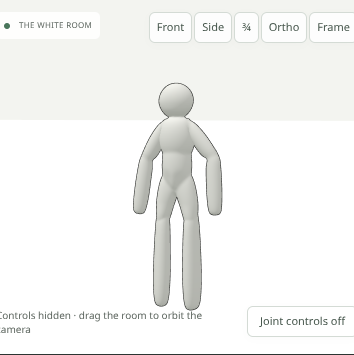 THE WHITE ROOM
Front Side ¾ Ortho Frame
Controls hidden · drag the room to orbit the
camera
Joint controls off